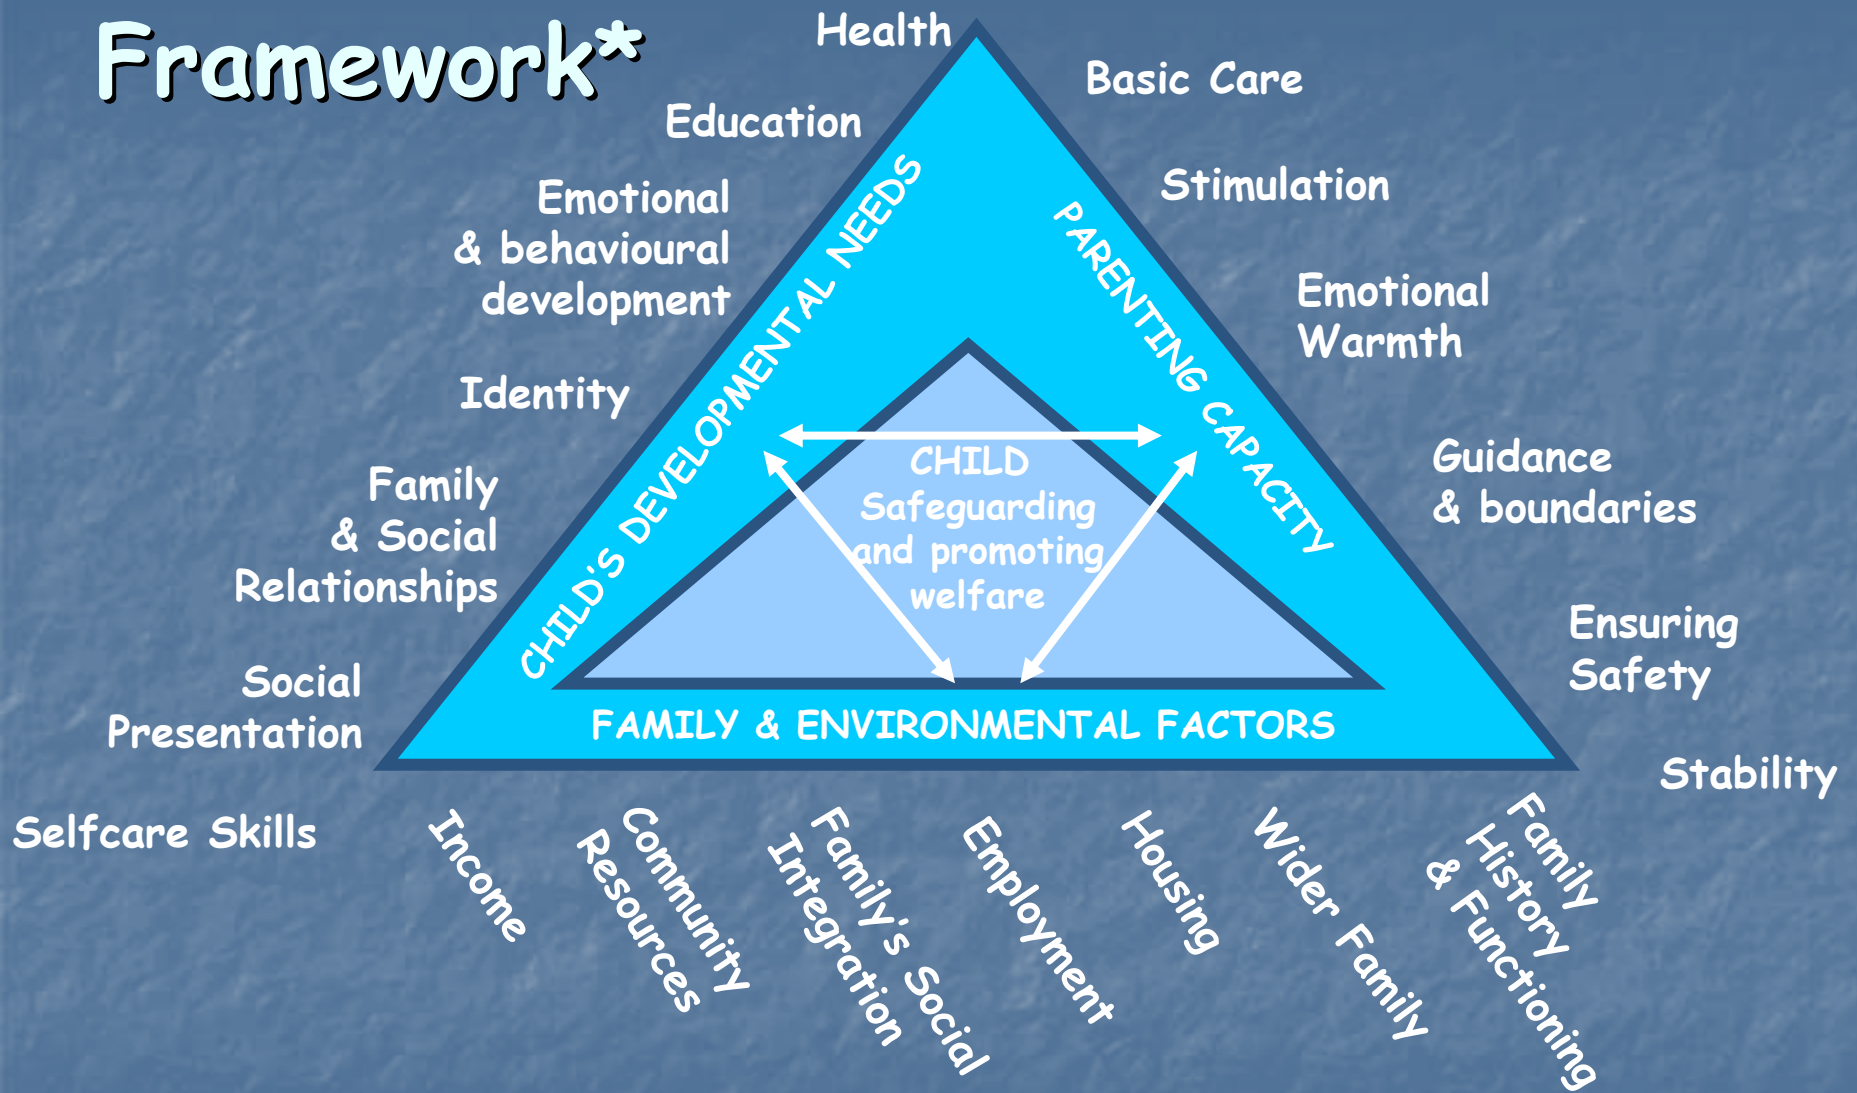 Framework*
Health
Education
Emotional
& behavioural
development
Identity
Family
& Social
Relationships
Social
Presentation
Selfcare Skills
CHILD'S DEVELOPMENTAL NEEDS
Basic Care
Stimulation
Emotional
Warmth
Guidance
& boundaries
Ensuring
Safety
Stability
PARENTING CAPACITY
CHILD
Safeguarding
and promoting
welfare
FAMILY & ENVIRONMENTAL FACTORS
Income
Community
Resources
Family's Social
Integration
Employment
Housing
Wider Family
Family
History
& Functioning